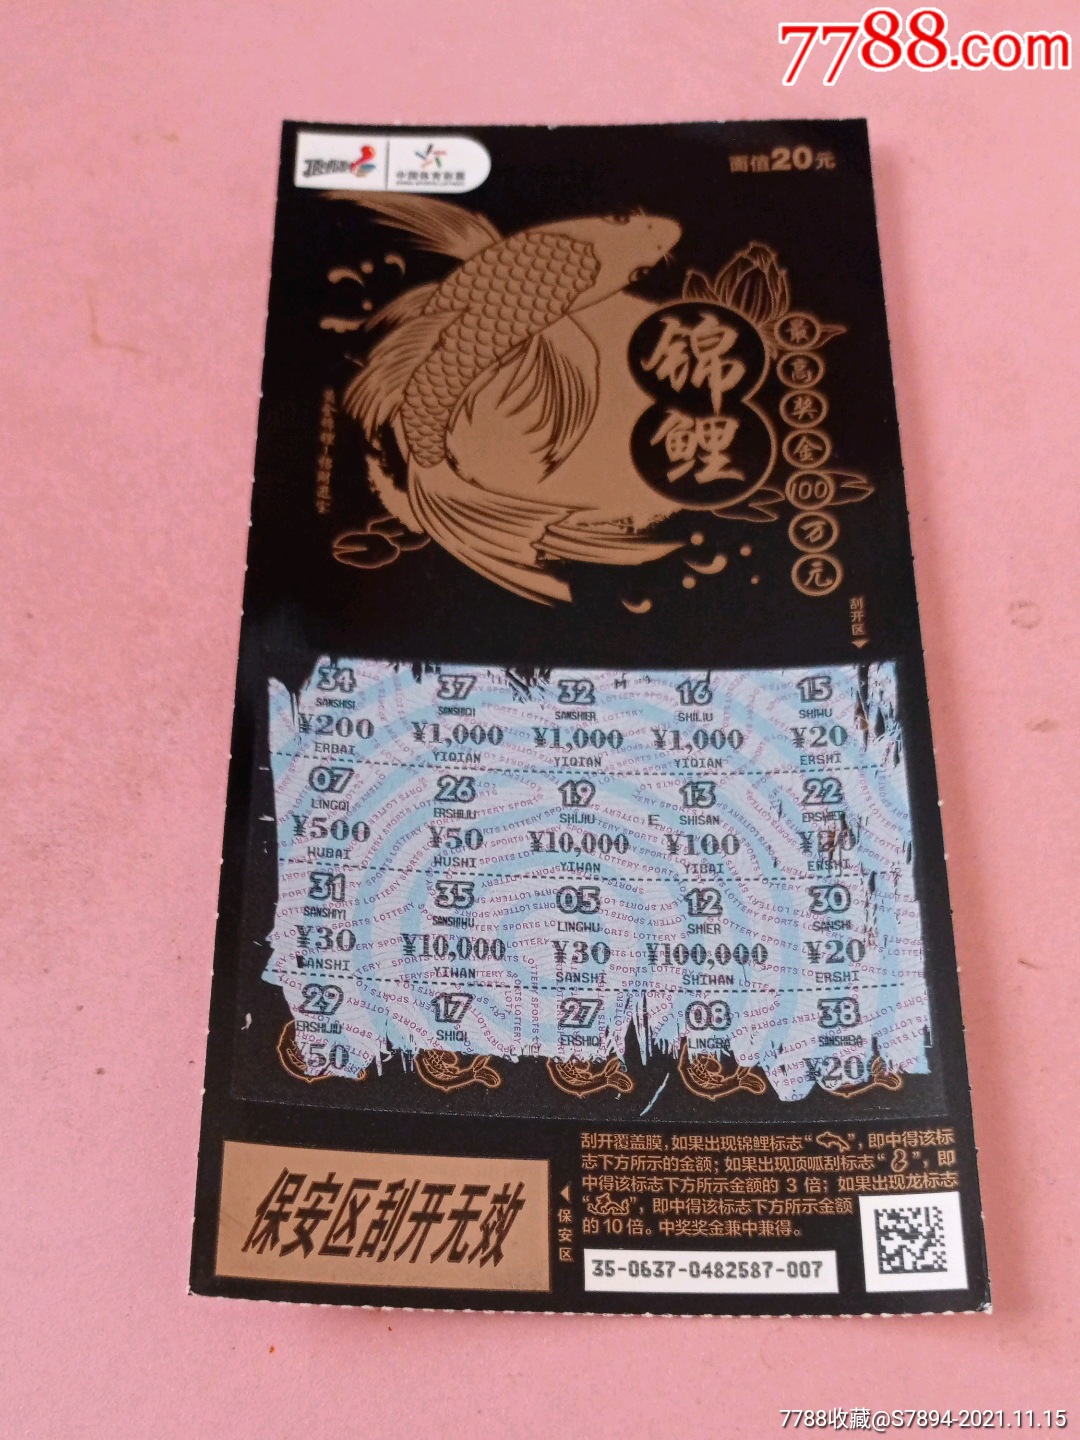 7788.com
顶呱刮
中国体育彩票
CHINA SPORTS LOTTERY
面值20元
锦鲤
最高奖金100万元
刮开区
34 37 32 16 15
SANSHISI SANSHIQI SANSHIER SHILIU SHIWU
¥200 ¥1,000 ¥1,000 ¥1,000 ¥20
ERBAI YIQIAN YIQIAN YIQIAN ERSHI
07 26 19 13 22
LINGQI ERSHILIU SHIJIU E SHISAN ERSHIER
¥500 ¥50 ¥10,000 ¥100 ¥20
WUBAI WUSHI YIWAN YIBAI ERSHI
31 35 05 12 30
SANSHIYI SANSHIWU LINGWU SHIER SANSHI
¥30 ¥10,000 ¥30 ¥100,000 ¥20
SANSHI YIWAN SANSHI SHIWAN ERSHI
29 17 27 08 38
ERSHIJIU SHIQI ERSHIQI LINGBA SANSHIBA
¥50 ¥20
刮开覆盖膜，如果出现锦鲤标志“ ”，即中得该标
志下方所示的金额；如果出现顶呱刮标志“ ”，即
中得该标志下方所示金额的 3 倍；如果出现龙标志
“ ”，即中得该标志下方所示金额
的10倍。中奖奖金兼中兼得。
保安区
保安区刮开无效
35-0637-0482587-007
7788收藏@S7894-2021.11.15